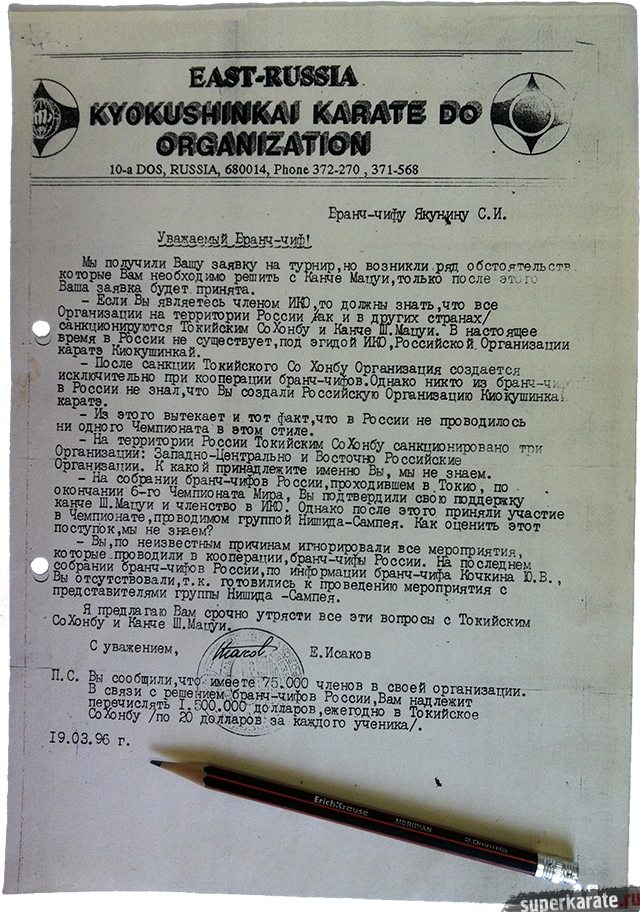 EAST-RUSSIA
KYOKUSHINKAI KARATE DO
ORGANIZATION
10-a DOS, RUSSIA, 680014, Phone 372-270 , 371-568
Бранч-чифу Якунину С.И.
Уважаемый Бранч-чиф!
Мы получили Вашу заявку на турнир,но возникли ряд обстоятельств,
которые Вам необходимо решить с Канче Мацуи,только после этого
Ваша заявка будет принята.
- Если Вы являетесь членом ИКО,то должны знать,что все
Организации на территории России /как и в других странах/
санкционируются Токийским СоХонбу и Канче Ш.Мацуи. В настоящее
время в России не существует,под эгидой ИКО,Российской Организации
каратэ Киокушинкай.
- После санкции Токийского Со Хонбу Организация создается
исключительно при кооперации бранч-чифов.Однако никто из бранч-чиф
в России не знал,что Вы создали Российскую Организацию Киокушинкай
каратэ.
- Из этого вытекает и тот факт,что в России не проводилось
ни одного Чемпионата в этом стиле.
- На территории России Токийским СоХонбу санкционировано три
Организации: Западно-Центрально и Восточно Российские
Организации. К какой принадлежите именно Вы, мы не знаем.
- На собрании бранч-чифов России,проходившем в Токио, по
окончании 6-го Чемпионата Мира, Вы подтвердили свою поддержку
канче Ш.Мацуи и членство в ИКО. Однако после этого приняли участие
в Чемпионате,проводимом группой Нишида-Сампея. Как оценить этот
поступок,мы не знаем?
- Вы,по неизвестным причинам игнорировали все мероприятия,
которые проводили в кооперации,бранч-чифы России. На последнем
собрании бранч-чифов России,по информации бранч-чифа Кочкина Ю.В.,
Вы отсутствовали,т.к. готовились к проведению мероприятия с
представителями группы Нишида -Сампея.
Я предлагаю Вам срочно утрясти все эти вопросы с Токийским
СоХонбу и Канче Ш.Мацуи.
С уважением, Е.Исаков
П.С. Вы сообщили,что имеете 75.000 членов в своей организации.
В связи с решением бранч-чифов России,Вам надлежит
перечислять 1.500.000 долларов,ежегодно в Токийское
СоХонбу /по 20 долларов за каждого ученика/.
19.03.96 г.
ErichKrause MERIDIAN 2.0mm HB
superkarate.ru